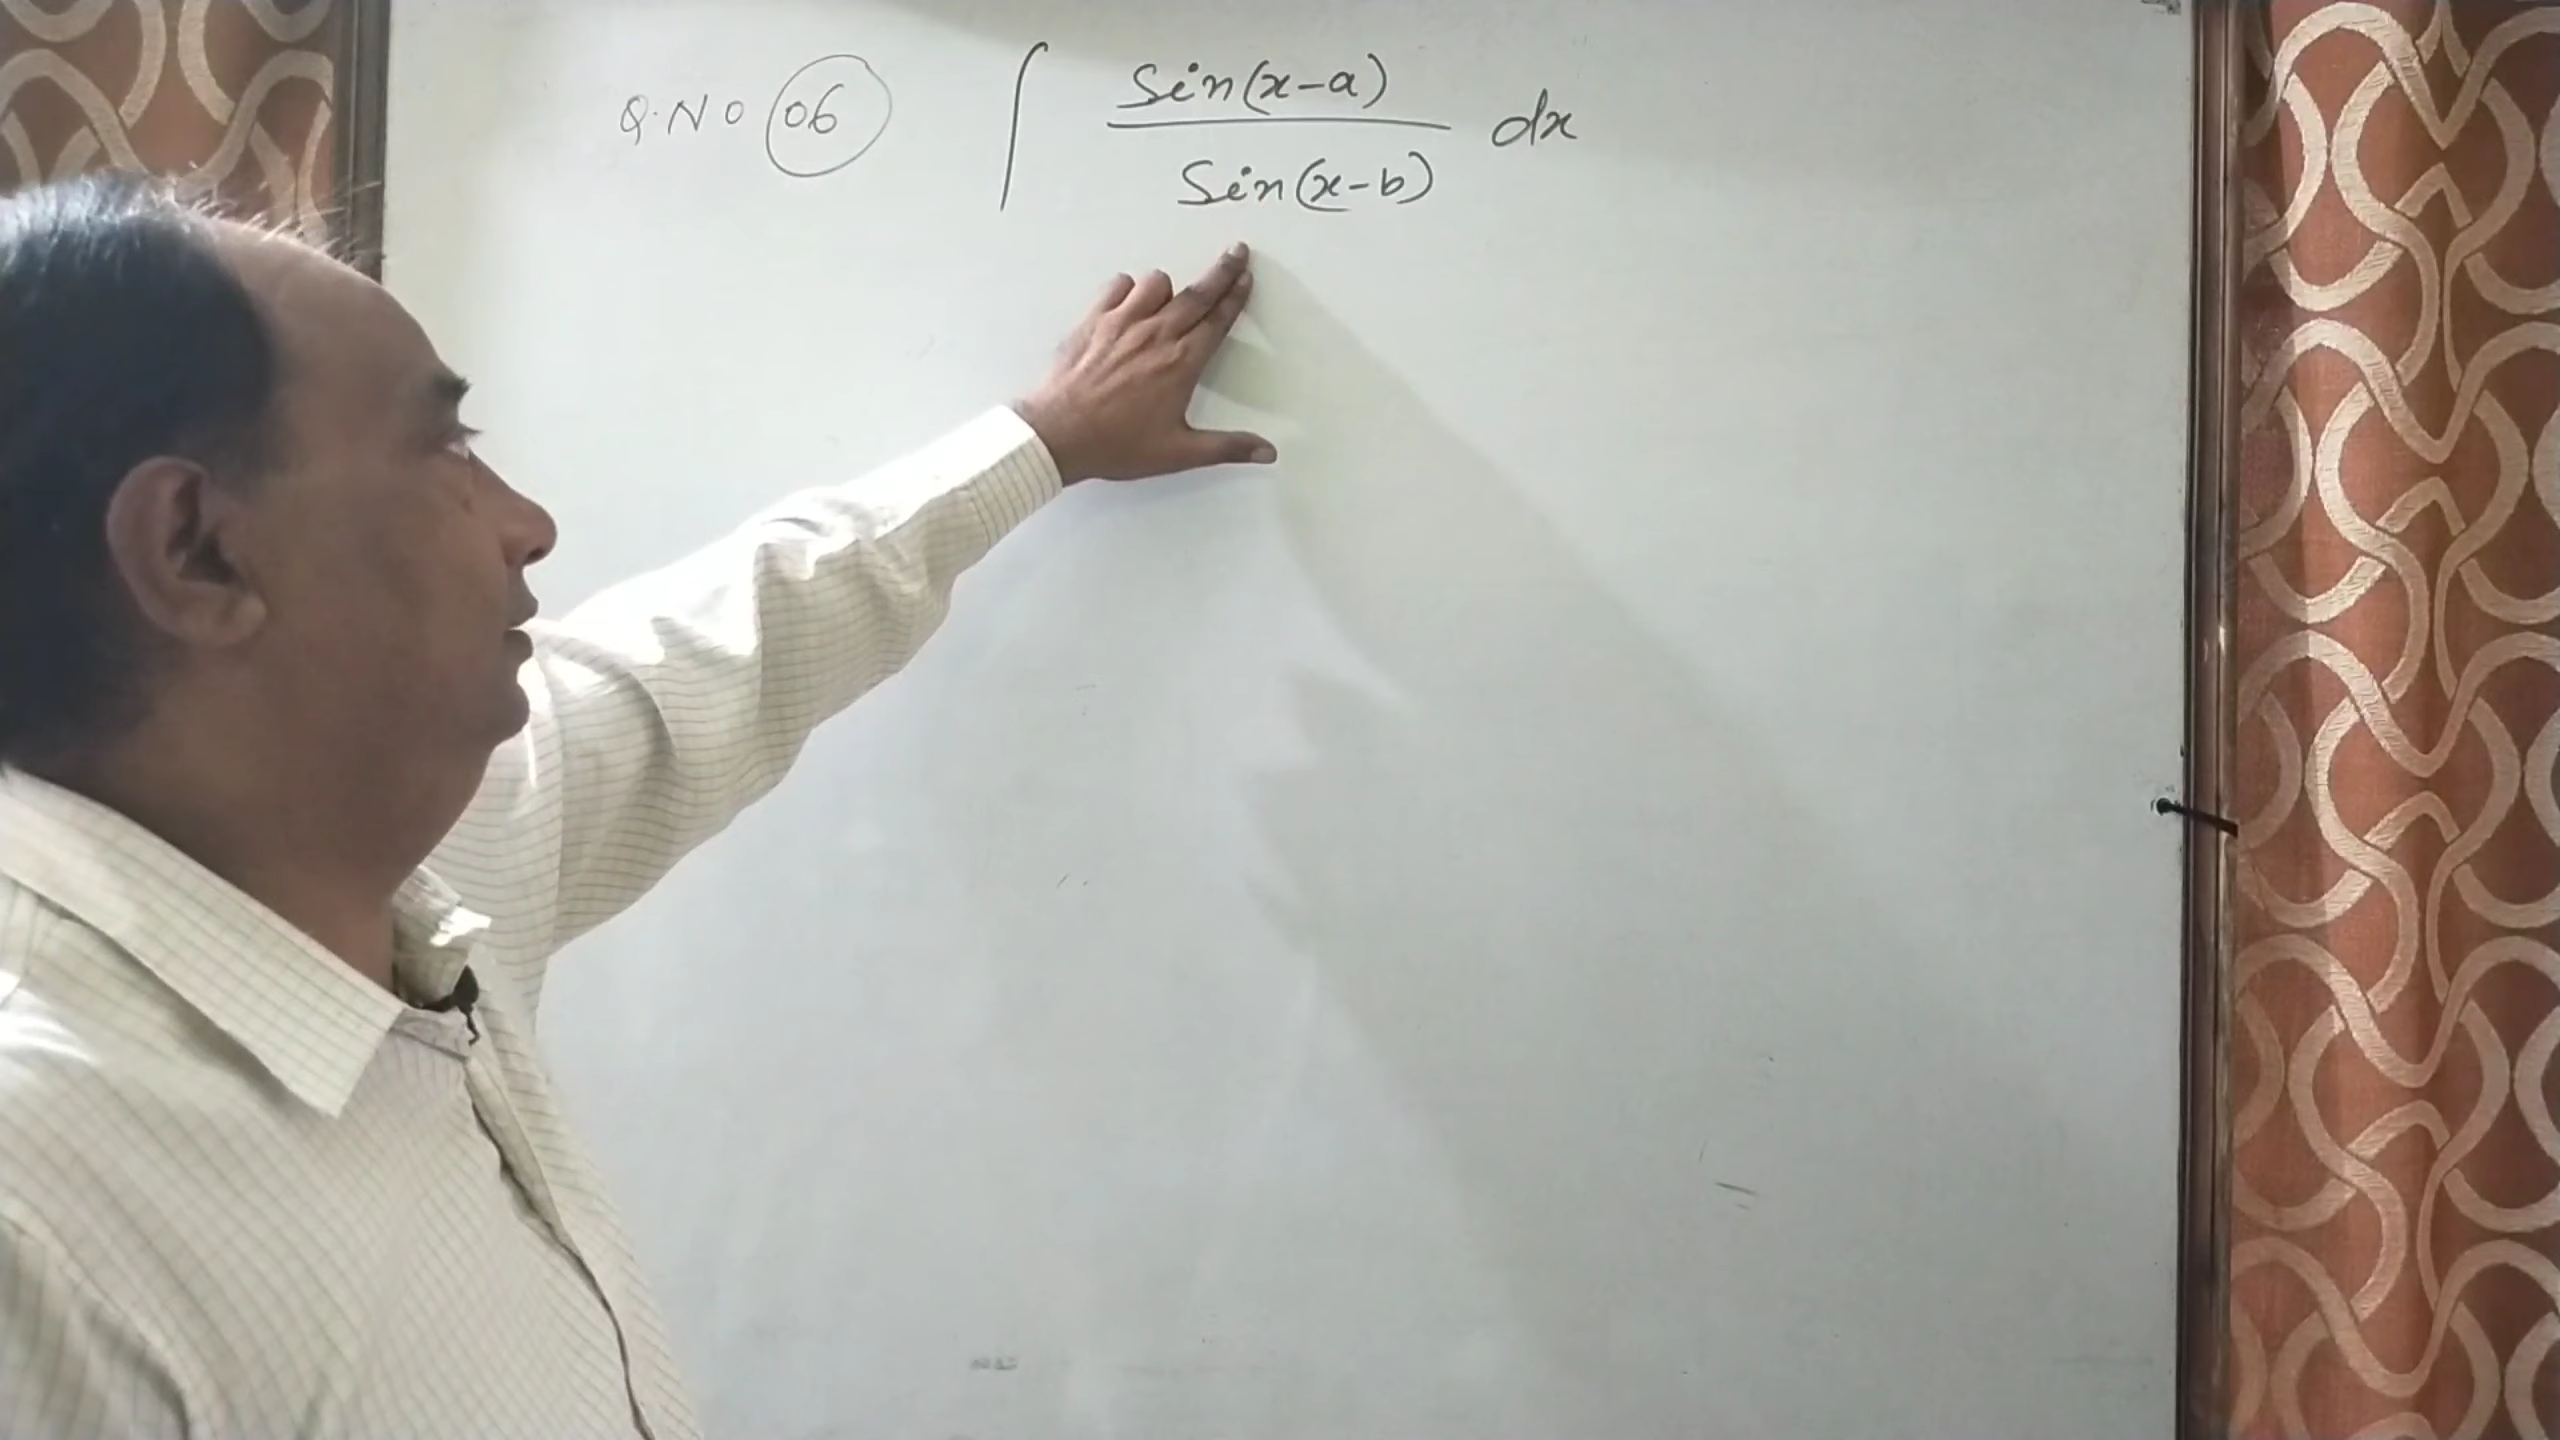 Q.NO 06 ∫ Sin(x-a) / Sin(x-b) dx